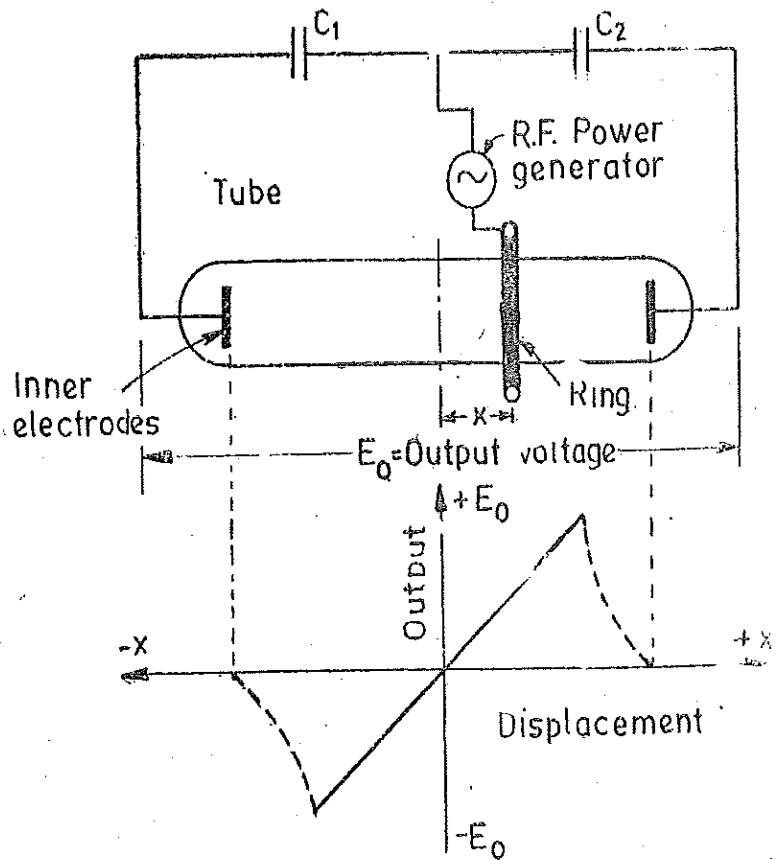 C1
C2
R.F. Power
generator
Tube
Inner
electrodes
Ring
x
E0=Output voltage
+E0
Output
-x
+x
Displacement
-E0